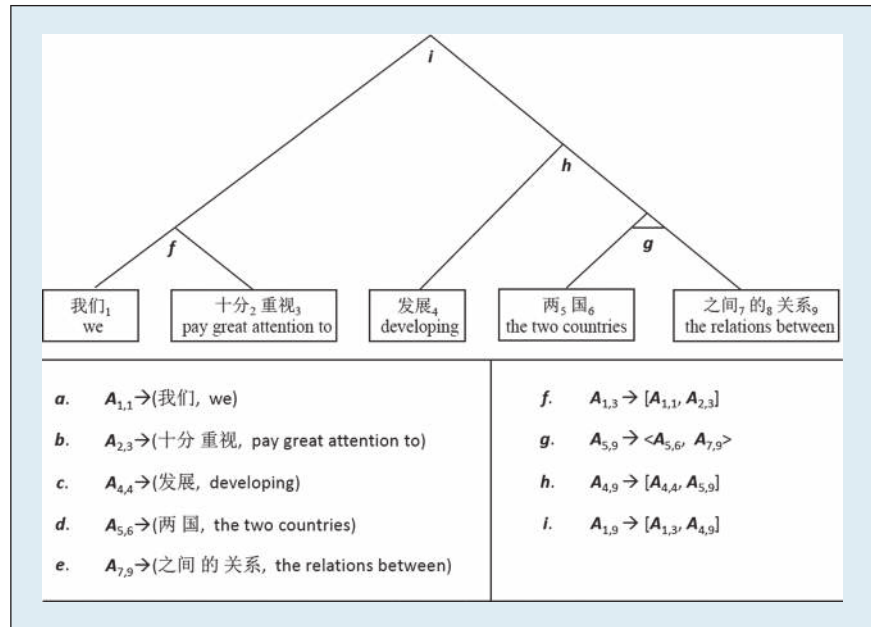 i
h
f
g
我们1
we
十分2 重视3
pay great attention to
发展4
developing
两5 国6
the two countries
之间7 的8 关系9
the relations between
a. A1,1→(我们, we)
b. A2,3→(十分 重视, pay great attention to)
c. A4,4→(发展, developing)
d. A5,6→(两 国, the two countries)
e. A7,9→(之间 的 关系, the relations between)
f. A1,3 → [A1,1, A2,3]
g. A5,9 → <A5,6, A7,9>
h. A4,9 → [A4,4, A5,9]
i. A1,9 → [A1,3, A4,9]